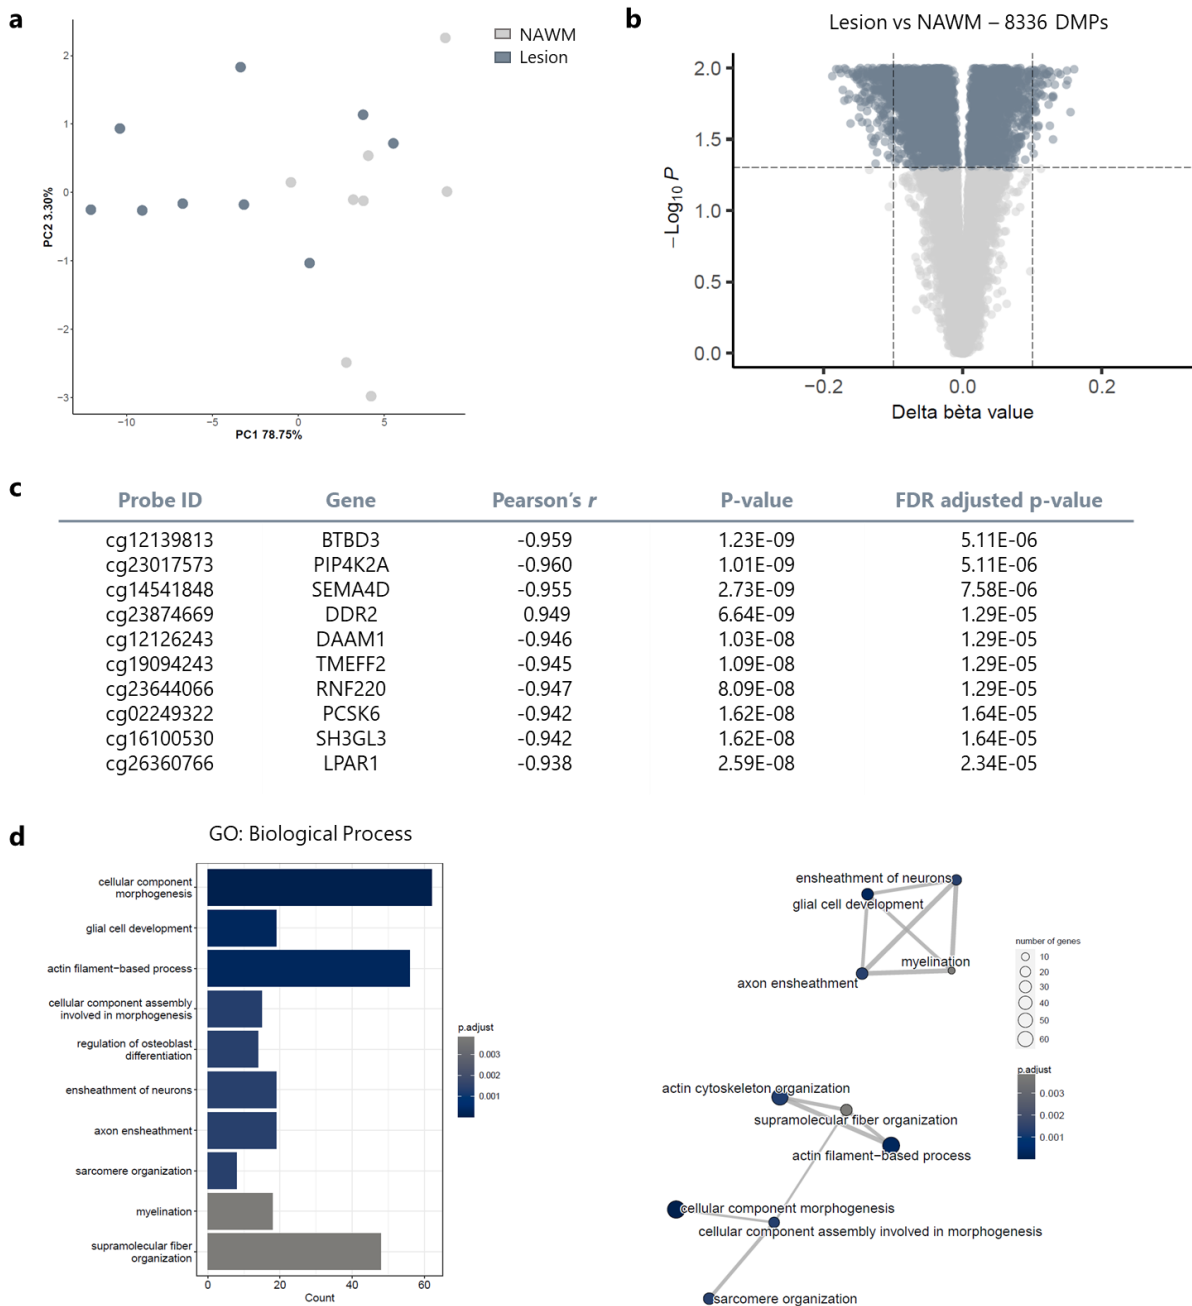 a
NAWM
Lesion
2
1
0
−1
−2
−3
PC2 3.30%
−10
−5
0
5
PC1 78.75%
b
Lesion vs NAWM – 8336 DMPs
2.0
1.5
1.0
0.5
0.0
−Log10 P
−0.2
0.0
0.2
Delta bèta value
c
Probe ID Gene Pearson's r P-value FDR adjusted p-value
cg12139813 BTBD3 -0.959 1.23E-09 5.11E-06
cg23017573 PIP4K2A -0.960 1.01E-09 5.11E-06
cg14541848 SEMA4D -0.955 2.73E-09 7.58E-06
cg23874669 DDR2 0.949 6.64E-09 1.29E-05
cg12126243 DAAM1 -0.946 1.03E-08 1.29E-05
cg19094243 TMEFF2 -0.945 1.09E-08 1.29E-05
cg23644066 RNF220 -0.947 8.09E-08 1.29E-05
cg02249322 PCSK6 -0.942 1.62E-08 1.64E-05
cg16100530 SH3GL3 -0.942 1.62E-08 1.64E-05
cg26360766 LPAR1 -0.938 2.59E-08 2.34E-05
d
GO: Biological Process
cellular component
morphogenesis
glial cell development
actin filament−based process
cellular component assembly
involved in morphogenesis
regulation of osteoblast
differentiation
ensheathment of neurons
axon ensheathment
sarcomere organization
myelination
supramolecular fiber
organization
0
20
40
60
Count
p.adjust
0.003
0.002
0.001
ensheathment of neurons
glial cell development
myelination
axon ensheathment
actin cytoskeleton organization
supramolecular fiber organization
actin filament−based process
cellular component morphogenesis
cellular component assembly involved in morphogenesis
sarcomere organization
number of genes
10
20
30
40
50
60
p.adjust
0.003
0.002
0.001